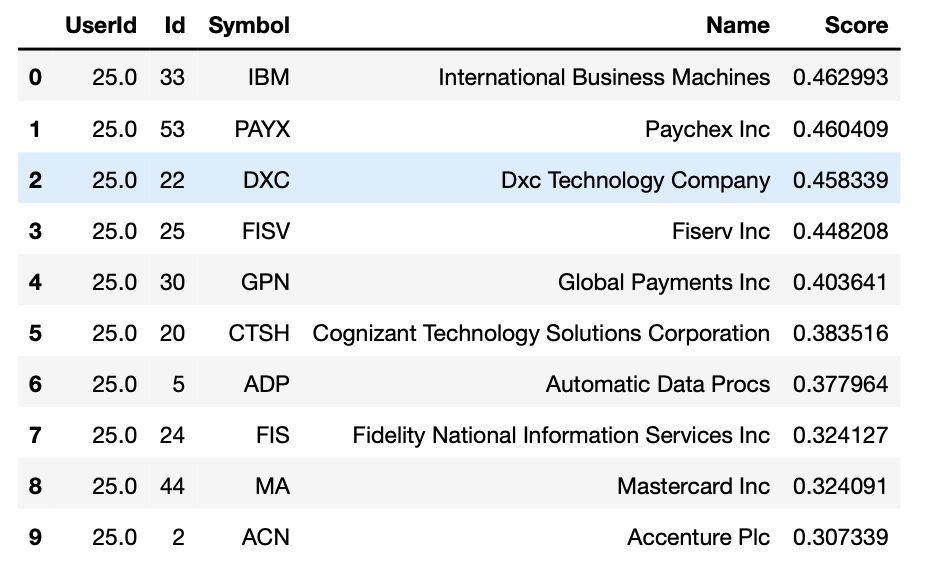 UserId Id Symbol Name Score
0 25.0 33 IBM International Business Machines 0.462993
1 25.0 53 PAYX Paychex Inc 0.460409
2 25.0 22 DXC Dxc Technology Company 0.458339
3 25.0 25 FISV Fiserv Inc 0.448208
4 25.0 30 GPN Global Payments Inc 0.403641
5 25.0 20 CTSH Cognizant Technology Solutions Corporation 0.383516
6 25.0 5 ADP Automatic Data Procs 0.377964
7 25.0 24 FIS Fidelity National Information Services Inc 0.324127
8 25.0 44 MA Mastercard Inc 0.324091
9 25.0 2 ACN Accenture Plc 0.307339